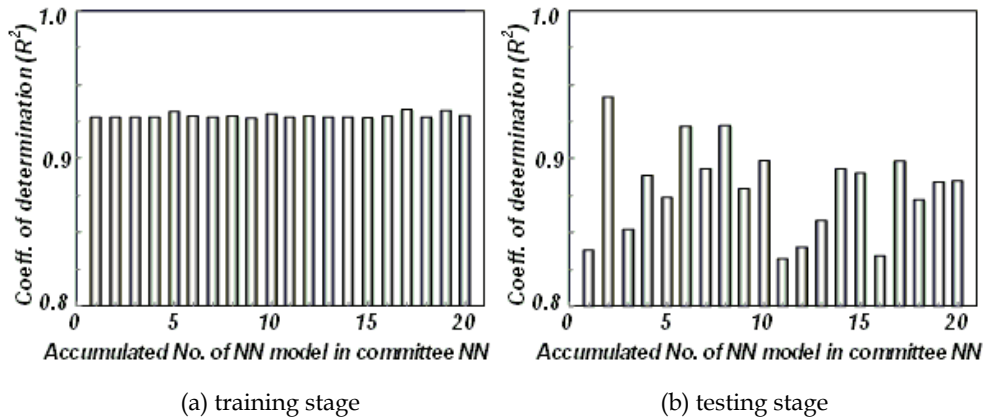 1.0
0.9
0.8
Coeff. of determination (R²)
0 5 10 15 20
Accumulated No. of NN model in committee NN
(a) training stage
1.0
0.9
0.8
Coeff. of determination (R²)
0 5 10 15 20
Accumulated No. of NN model in committee NN
(b) testing stage